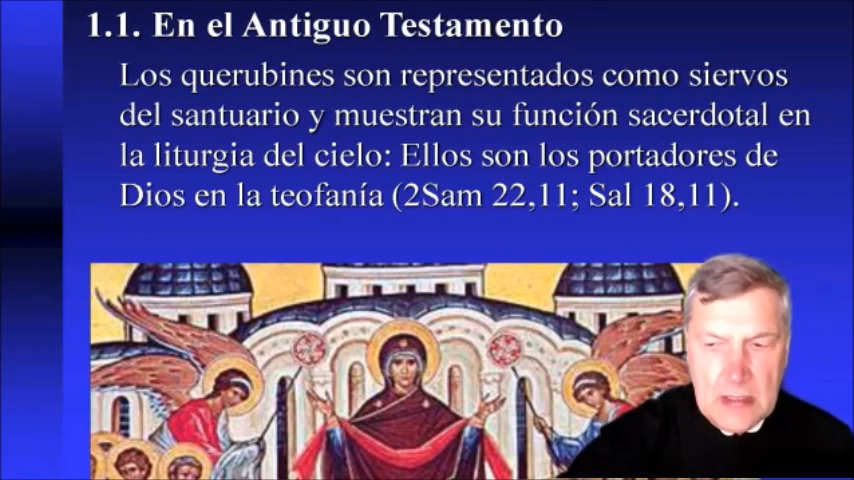 1.1. En el Antiguo Testamento
Los querubines son representados como siervos
del santuario y muestran su función sacerdotal en
la liturgia del cielo: Ellos son los portadores de
Dios en la teofanía (2Sam 22,11; Sal 18,11).